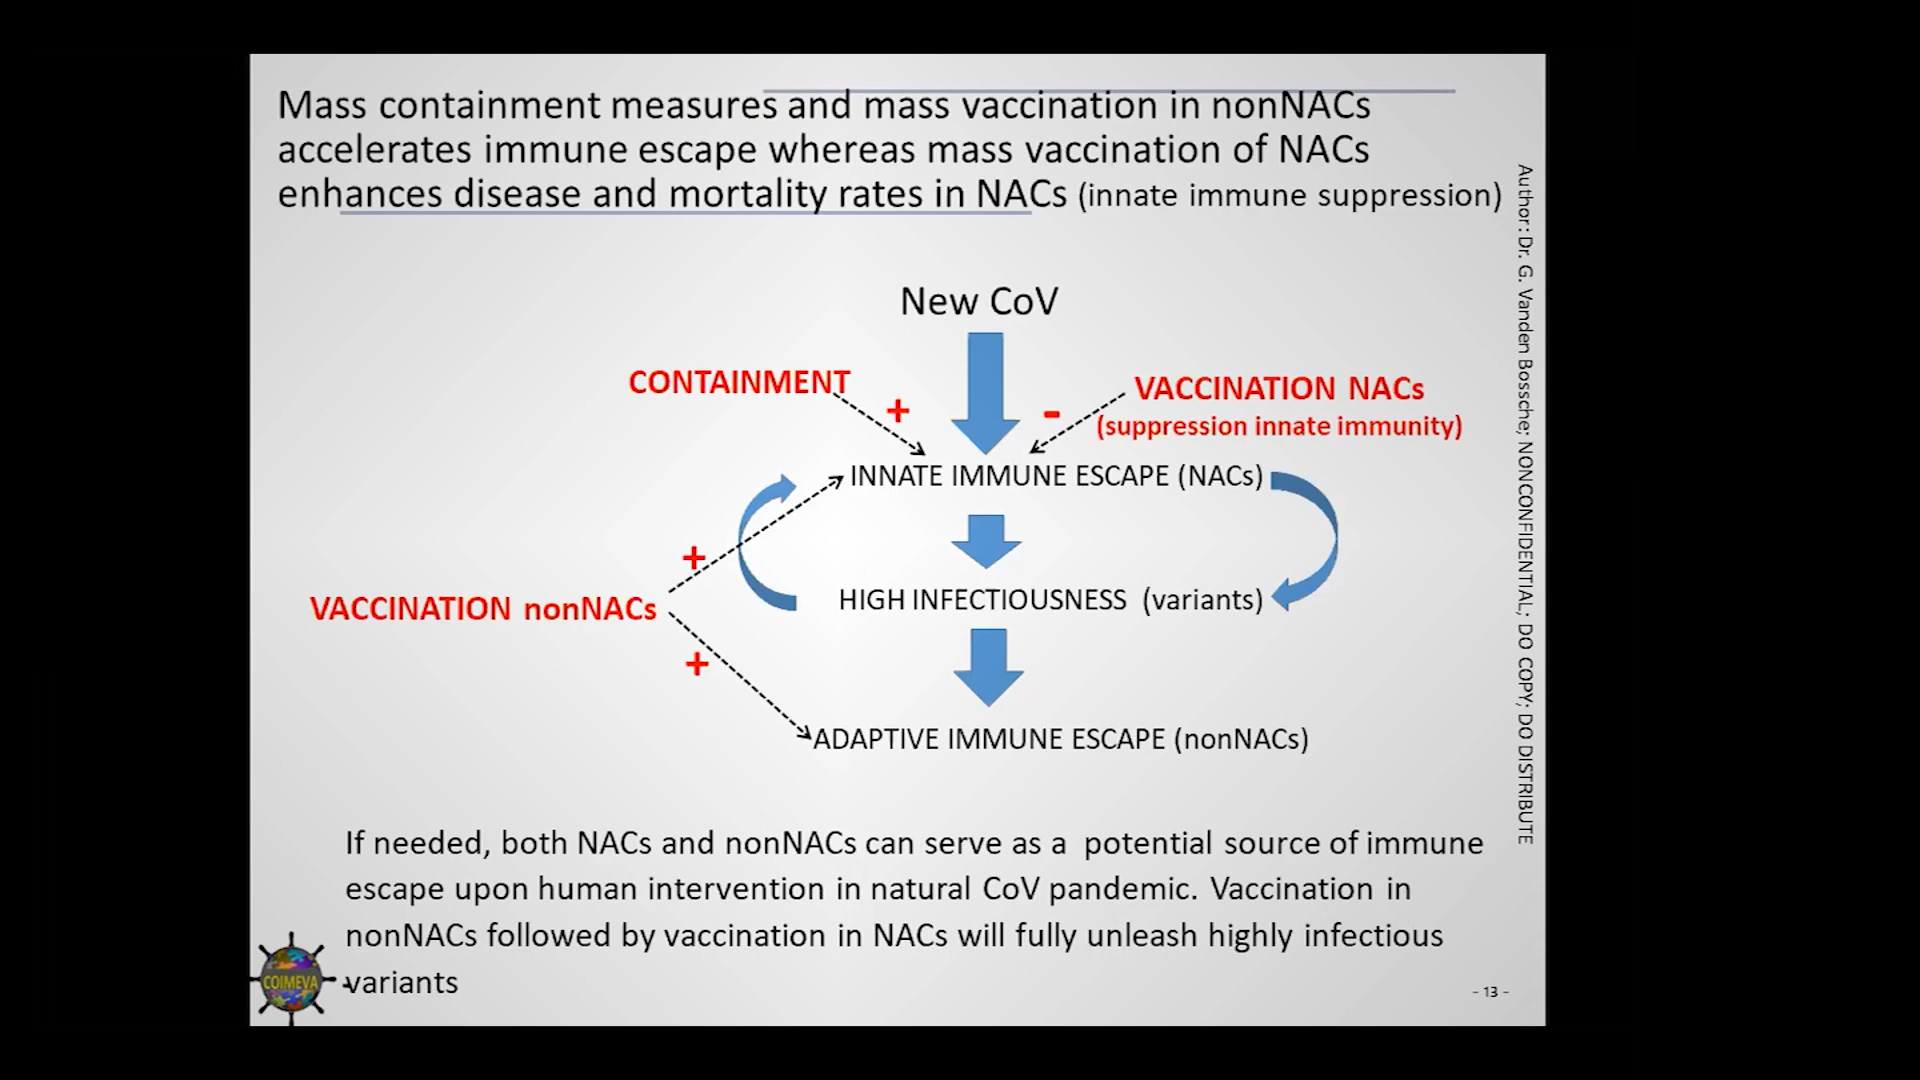 Mass containment measures and mass vaccination in nonNACs
accelerates immune escape whereas mass vaccination of NACs
enhances disease and mortality rates in NACs (innate immune suppression)
New CoV
CONTAINMENT
+
-
VACCINATION NACs
(suppression innate immunity)
INNATE IMMUNE ESCAPE (NACs)
+
HIGH INFECTIOUSNESS (variants)
VACCINATION nonNACs
+
ADAPTIVE IMMUNE ESCAPE (nonNACs)
If needed, both NACs and nonNACs can serve as a potential source of immune
escape upon human intervention in natural CoV pandemic. Vaccination in
nonNACs followed by vaccination in NACs will fully unleash highly infectious
variants
COIMEVA
- 13 -
Author: Dr. G. Vanden Bossche; NONCONFIDENTIAL; DO COPY; DO DISTRIBUTE